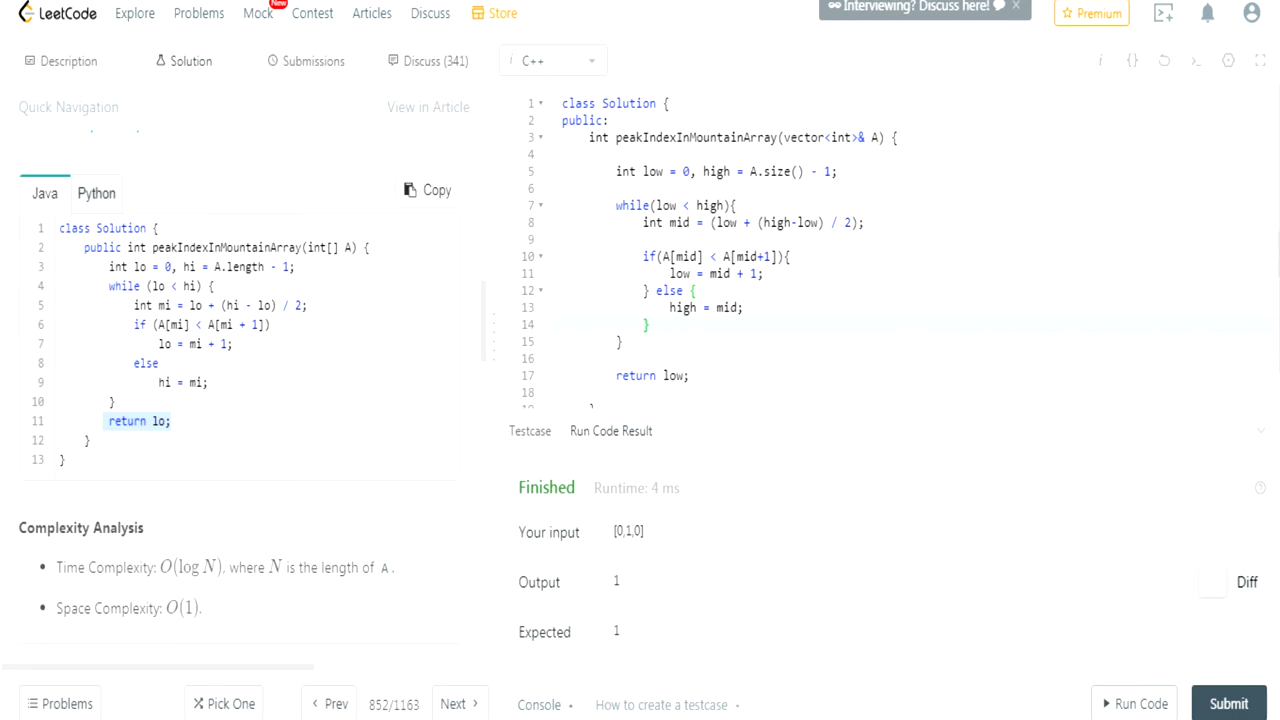 LeetCode Explore Problems Mock New Contest Articles Discuss Store Interviewing? Discuss here! × Premium
Description Solution Submissions Discuss (341) i C++
Quick Navigation View in Article
Java Python Copy
1 class Solution {
2 public int peakIndexInMountainArray(int[] A) {
3 int lo = 0, hi = A.length - 1;
4 while (lo < hi) {
5 int mi = lo + (hi - lo) / 2;
6 if (A[mi] < A[mi + 1])
7 lo = mi + 1;
8 else
9 hi = mi;
10 }
11 return lo;
12 }
13 }
Complexity Analysis
• Time Complexity: O(log N), where N is the length of A.
• Space Complexity: O(1).
Problems Pick One Prev 852/1163 Next
1 class Solution {
2 public:
3 int peakIndexInMountainArray(vector<int>& A) {
4
5 int low = 0, high = A.size() - 1;
6
7 while(low < high){
8 int mid = (low + (high-low) / 2);
9
10 if(A[mid] < A[mid+1]){
11 low = mid + 1;
12 } else {
13 high = mid;
14 }
15 }
16
17 return low;
18
Testcase Run Code Result
Finished Runtime: 4 ms
Your input [0,1,0]
Output 1 Diff
Expected 1
Console How to create a testcase Run Code Submit